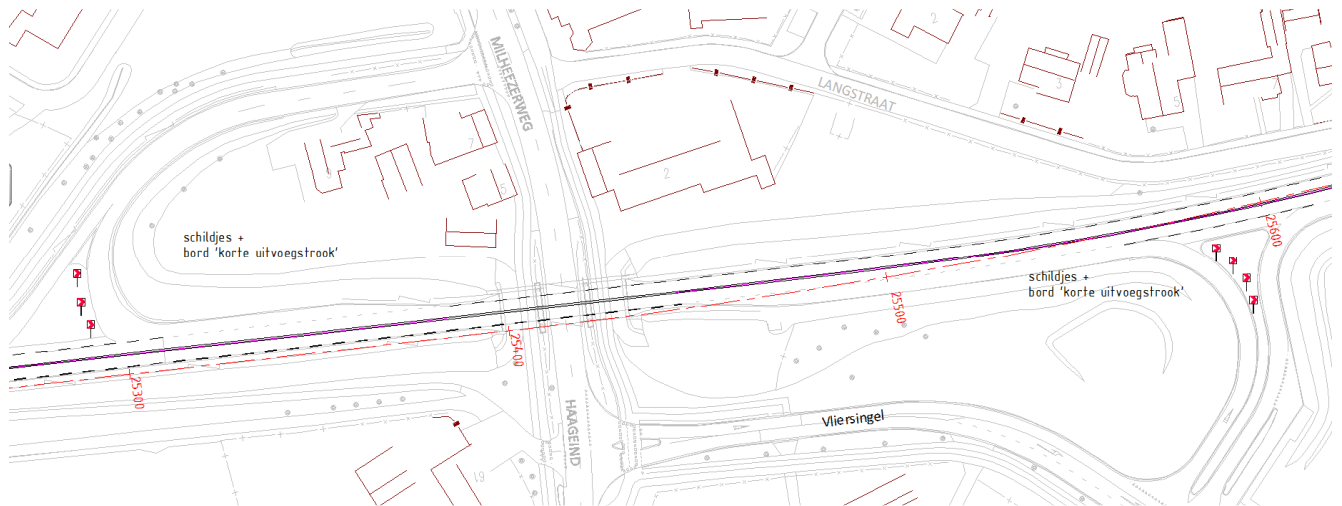 MILHEEZERWEG
2
LANGSTRAAT
3
5
7
9
5
2
schildjes +
bord 'korte uitvoegstrook'
25600
schildjes +
bord 'korte uitvoegstrook'
25500
25400
25300
HAAGEIND
Vliersingel
19